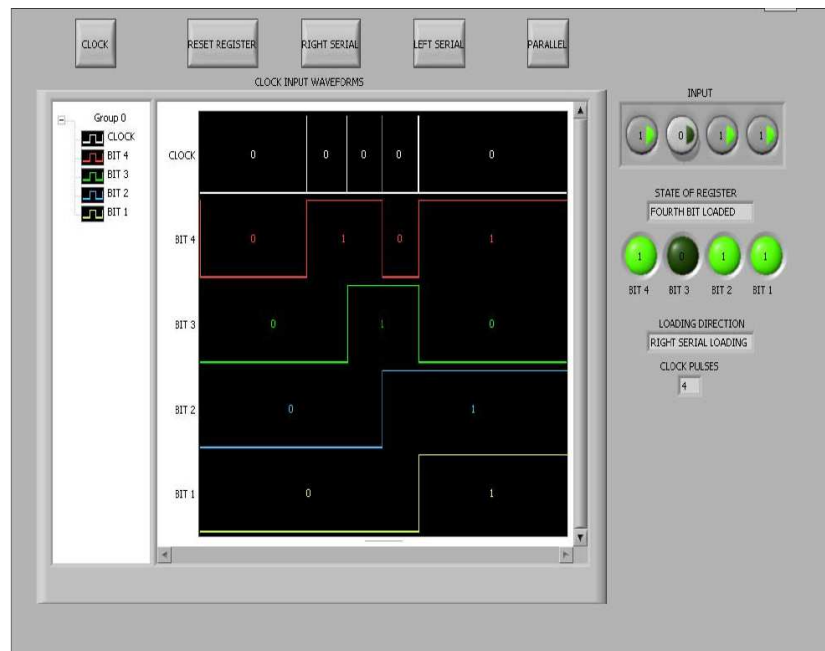 CLOCK RESET REGISTER RIGHT SERIAL LEFT SERIAL PARALLEL
CLOCK INPUT WAVEFORMS
Group 0
CLOCK
BIT 4
BIT 3
BIT 2
BIT 1
CLOCK 0 0 0 0 0
BIT 4 0 1 0 1
BIT 3 0 1 0
BIT 2 0 1
BIT 1 0 1
INPUT
1 0 1 1
STATE OF REGISTER
FOURTH BIT LOADED
1 0 1 1
BIT 4 BIT 3 BIT 2 BIT 1
LOADING DIRECTION
RIGHT SERIAL LOADING
CLOCK PULSES
4